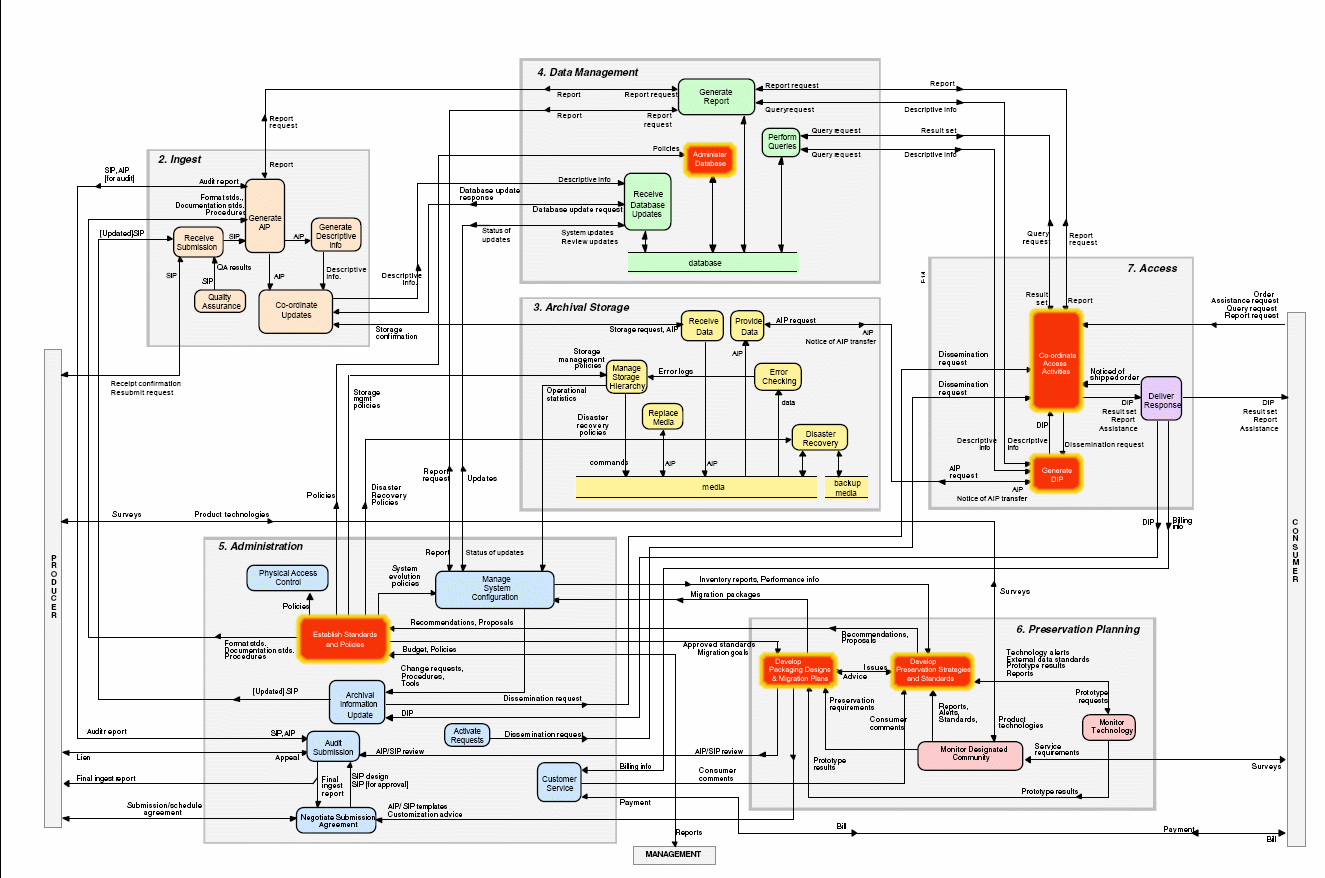 4. Data Management
Generate
Report
Report
Report request
Report request
Report
Report
Report
request
Queryrequest
Descriptive info
Report
request
Perform
Queries
Query request
Result set
Query request
Descriptive info
Policies
Administer
Database
Receive
Database
Updates
Descriptive info
Database update
response
Database update request
System updates
Review updates
Status of
updates
database
2. Ingest
Report
SIP, AIP
[for audit]
Audit report
Format stds.,
Documentation stds.
Procedures
Generate
AIP
[Updated]SIP
Receive
Submission
SIP
AIP
Generate
Descriptive
Info
SIP
QA results
SIP
AIP
Descriptive
Info.
Descriptive
Info.
Quality
Assurance
Co-ordinate
Updates
Storage
confirmation
Receipt confirmation
Resubmit request
3. Archival Storage
Storage request, AIP
Receive
Data
Provide
Data
AIP request
AIP
Notice of AIP transfer
AIP
Storage
management
policies
Manage
Storage
Hierarchy
Error logs
Error
Checking
Operational
statistics
data
Replace
Media
Disaster
recovery
policies
Disaster
Recovery
commands
AIP
AIP
media
backup
media
Storage
mgmt
policies
Policies
Disaster
Recovery
Policies
Report
request
Updates
7. Access
F-14
Query
request
Report
request
Result
set
Report
Order
Assistance request
Query request
Report request
Co-ordinate
Access
Activities
Dissemination
request
Dissemination
request
Noticed of
shipped order
Deliver
Response
DIP
Result set
Report
Assistance
DIP
Result set
Report
Assistance
DIP
Descriptive
Info
Descriptive
Info
Dissemination request
AIP
request
Generate
DIP
AIP
Notice of AIP transfer
DIP
Billing
info
Surveys
Product technologies
PRODUCER
CONSUMER
5. Administration
Physical Access
Control
Policies
Report
Status of updates
System
evolution
policies
Manage
System
Configuration
Inventory reports, Performance info
Migration packages
Surveys
Establish Standards
and Policies
Recommendations, Proposals
Budget, Policies
Format stds.
Documentation stds.
Procedures
Approved standards
Migration goals
Change requests,
Procedures,
Tools
[Updated] SIP
Archival
Information
Update
Dissemination request
DIP
Activate
Requests
Dissemination request
Audit report
SIP, AIP
Audit
Submission
Lien
Appeal
AIP/SIP review
AIP/SIP review
Final ingest report
Final
ingest
report
SIP design
SIP [for approval]
Customer
Service
Billing info
Consumer
comments
Submission/schedule
agreement
Negotiate Submission
Agreement
AIP/ SIP templates
Customization advice
Payment
Reports
MANAGEMENT
Bill
Payment
Bill
6. Preservation Planning
Recommendations,
Proposals
Develop
Packaging Designs
& Migration Plans
Issues
Advice
Develop
Preservation Strategies
and Standards
Technology alerts
External data standards
Prototype results
Reports
Prototype
requests
Preservation
requirements
Consumer
comments
Reports,
Alerts,
Standards,
Product
technologies
Monitor
Technology
Monitor Designated
Community
Service
requirements
Surveys
Prototype
results
Prototype results